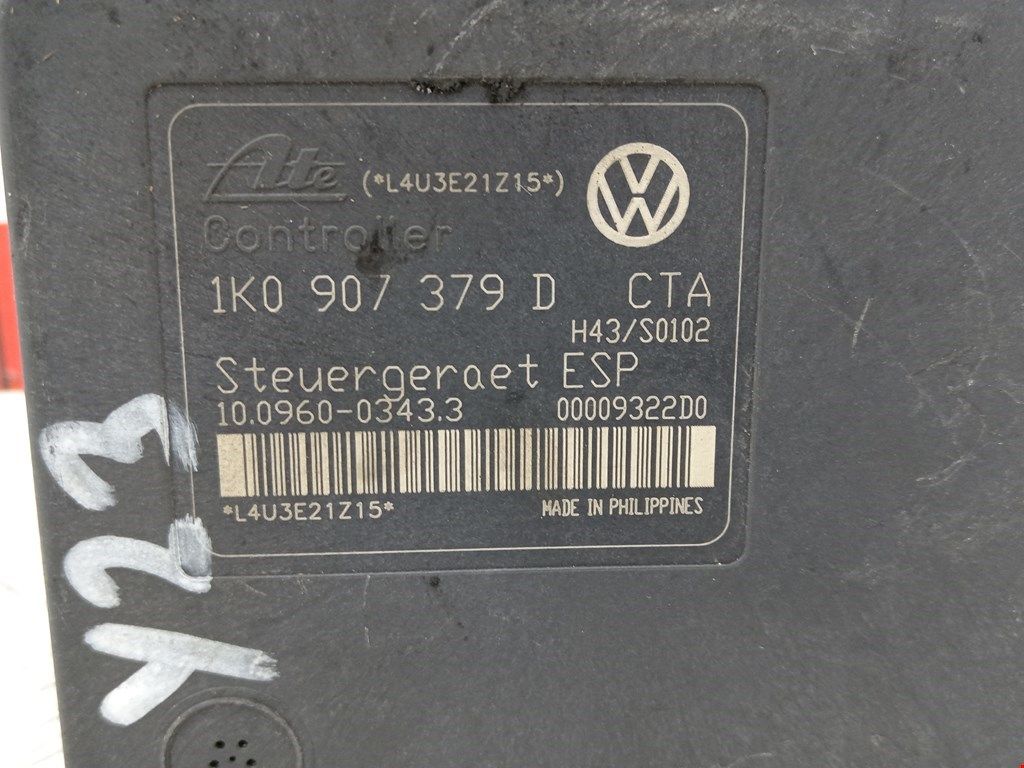 Ate (*L4U3E21Z15*)
Controller
1K0 907 379 D CTA
H43/S0102
Steuergeraet ESP
10.0960-0343.3 00009322D0
*L4U3E21Z15* MADE IN PHILIPPINES
Y23